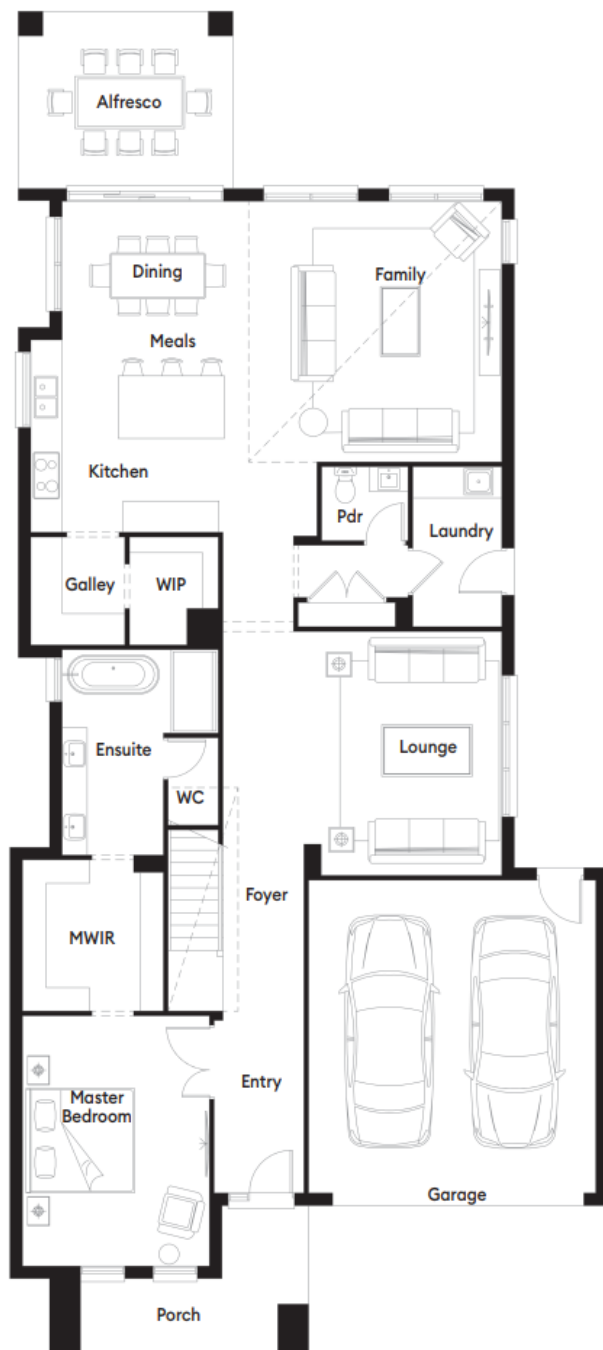 Alfresco
Dining
Family
Meals
Kitchen
Pdr
Laundry
Galley
WIP
Ensuite
Lounge
WC
Foyer
MWIR
Entry
Master
Bedroom
Garage
Porch